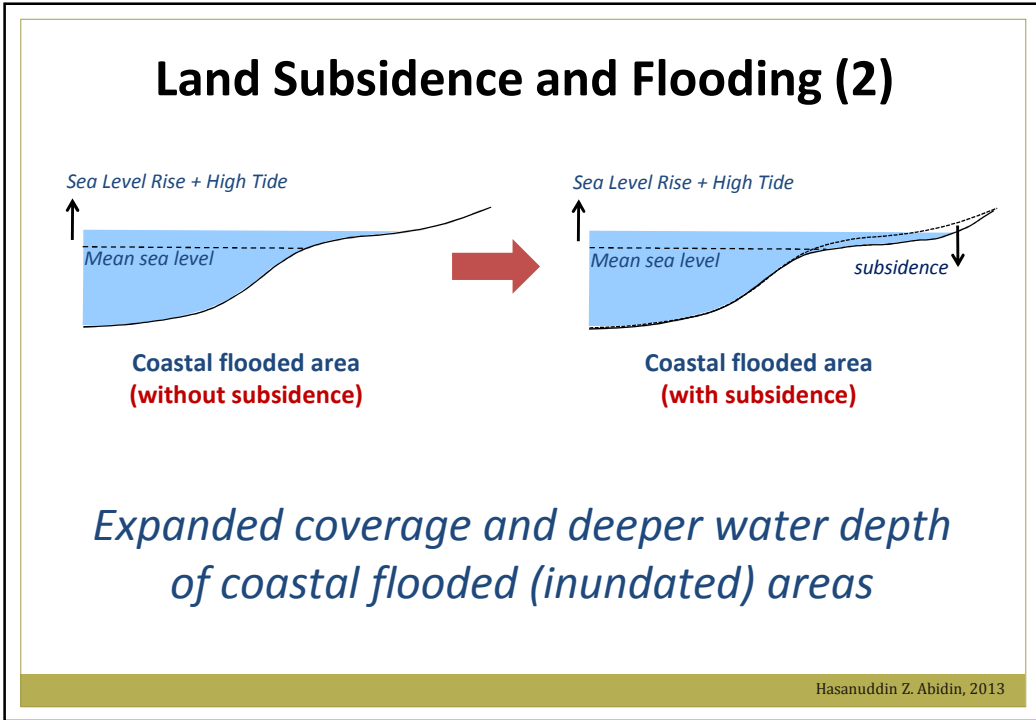 Land Subsidence and Flooding (2)
Sea Level Rise + High Tide
Mean sea level
Coastal flooded area
(without subsidence)
Sea Level Rise + High Tide
Mean sea level
subsidence
Coastal flooded area
(with subsidence)
Expanded coverage and deeper water depth
of coastal flooded (inundated) areas
Hasanuddin Z. Abidin, 2013